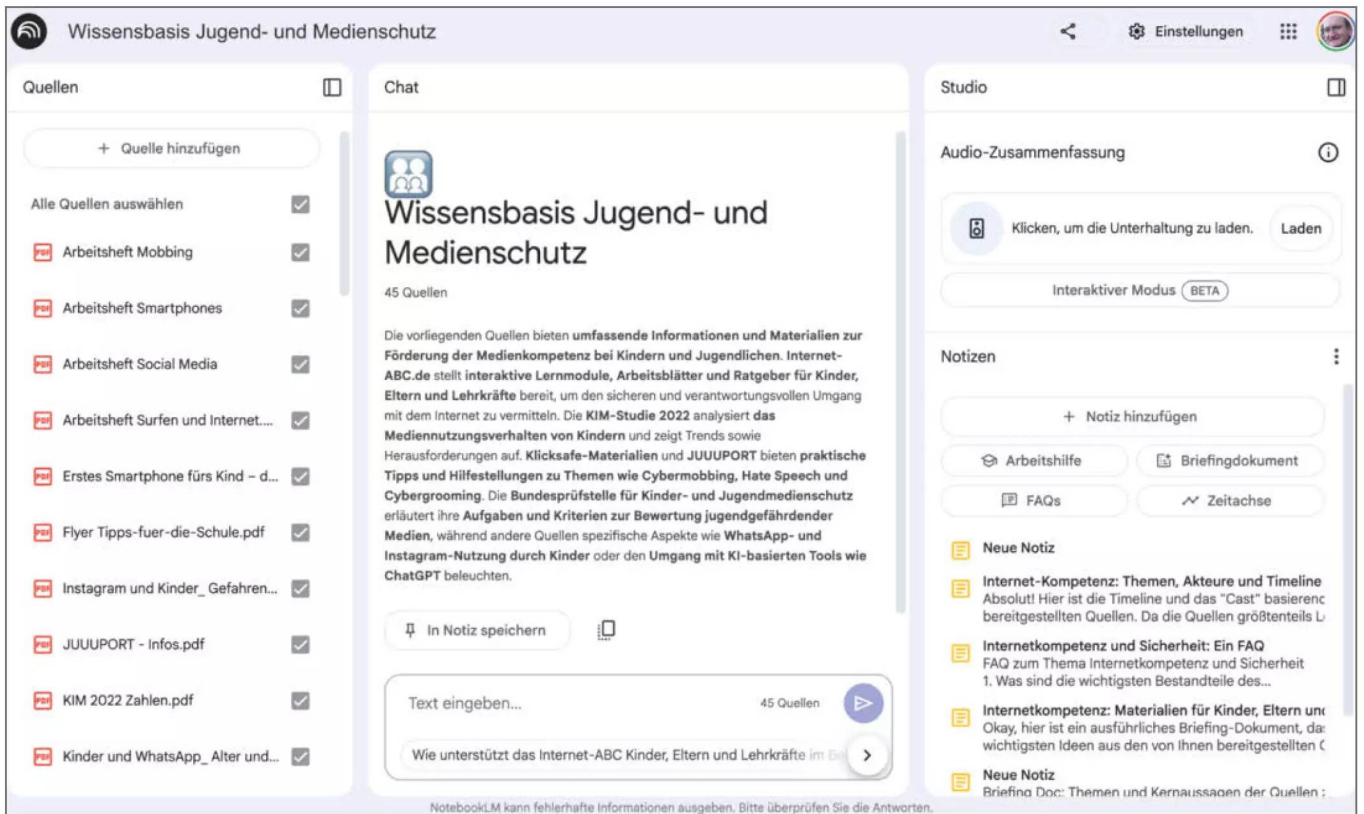 Wissensbasis Jugend- und Medienschutz
Einstellungen
Quellen
+ Quelle hinzufügen
Alle Quellen auswählen
PDF Arbeitsheft Mobbing
PDF Arbeitsheft Smartphones
PDF Arbeitsheft Social Media
PDF Arbeitsheft Surfen und Internet....
PDF Erstes Smartphone fürs Kind – d...
PDF Flyer Tipps-fuer-die-Schule.pdf
PDF Instagram und Kinder_ Gefahren...
PDF JUUUPORT - Infos.pdf
PDF KIM 2022 Zahlen.pdf
PDF Kinder und WhatsApp_ Alter und...
Chat
Wissensbasis Jugend- und
Medienschutz
45 Quellen
Die vorliegenden Quellen bieten umfassende Informationen und Materialien zur
Förderung der Medienkompetenz bei Kindern und Jugendlichen. Internet-
ABC.de stellt interaktive Lernmodule, Arbeitsblätter und Ratgeber für Kinder,
Eltern und Lehrkräfte bereit, um den sicheren und verantwortungsvollen Umgang
mit dem Internet zu vermitteln. Die KIM-Studie 2022 analysiert das
Mediennutzungsverhalten von Kindern und zeigt Trends sowie
Herausforderungen auf. Klicksafe-Materialien und JUUUPORT bieten praktische
Tipps und Hilfestellungen zu Themen wie Cybermobbing, Hate Speech und
Cybergrooming. Die Bundesprüfstelle für Kinder- und Jugendmedienschutz
erläutert ihre Aufgaben und Kriterien zur Bewertung jugendgefährdender
Medien, während andere Quellen spezifische Aspekte wie WhatsApp- und
Instagram-Nutzung durch Kinder oder den Umgang mit KI-basierten Tools wie
ChatGPT beleuchten.
In Notiz speichern
Text eingeben...
45 Quellen
Wie unterstützt das Internet-ABC Kinder, Eltern und Lehrkräfte im
NotebookLM kann fehlerhafte Informationen ausgeben. Bitte überprüfen Sie die Antworten.
Studio
Audio-Zusammenfassung
Klicken, um die Unterhaltung zu laden.
Laden
Interaktiver Modus BETA
Notizen
+ Notiz hinzufügen
Arbeitshilfe
Briefingdokument
FAQs
Zeitachse
Neue Notiz
Internet-Kompetenz: Themen, Akteure und Timeline
Absolut! Hier ist die Timeline und das "Cast" basierend
bereitgestellten Quellen. Da die Quellen größtenteils
Internetkompetenz und Sicherheit: Ein FAQ
FAQ zum Thema Internetkompetenz und Sicherheit
1. Was sind die wichtigsten Bestandteile des...
Internetkompetenz: Materialien für Kinder, Eltern und
Okay, hier ist ein ausführliches Briefing-Dokument, das
wichtigsten Ideen aus den von Ihnen bereitgestellten
Neue Notiz
Briefing Doc: Themen und Kernaussagen der Quellen